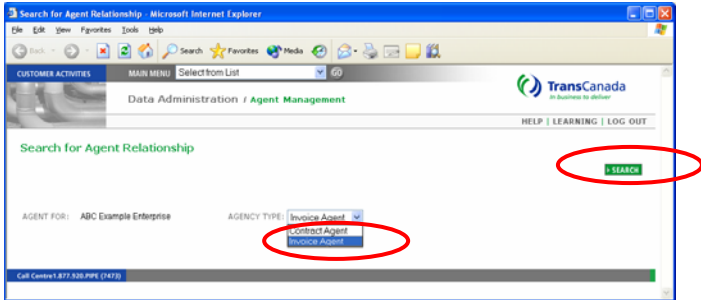 Search for Agent Relationship - Microsoft Internet Explorer
File Edit View Favorites Tools Help
Back Search Favorites Media
CUSTOMER ACTIVITIES MAIN MENU Select from List GO
TransCanada
In business to deliver
Data Administration / Agent Management
HELP | LEARNING | LOG OUT
Search for Agent Relationship
> SEARCH
AGENT FOR: ABC Example Enterprise AGENCY TYPE: Invoice Agent
Contract Agent
Invoice Agent
Call Centre1.877.920.PIPE (7473)